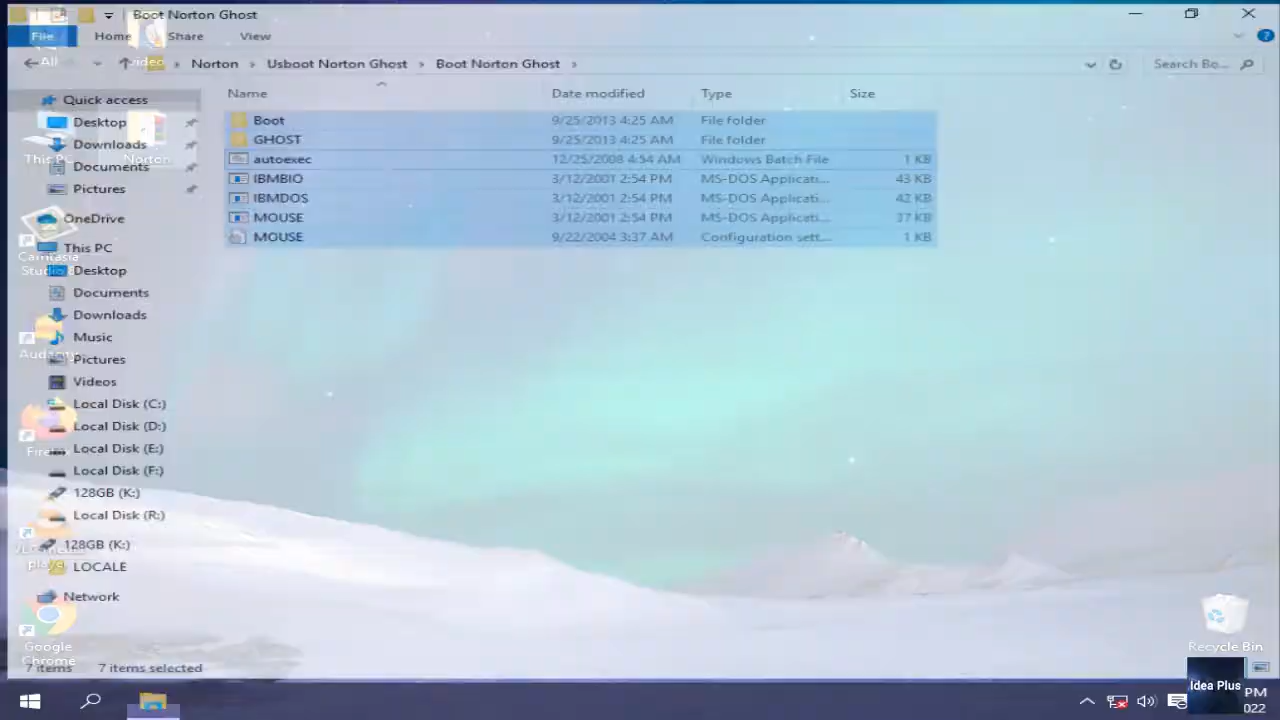 Boot Norton Ghost
File Home Share View
All
video
Norton Usboot Norton Ghost Boot Norton Ghost
Search Bo...
Name Date modified Type Size
Quick access
Desktop
Downloads
Documents
Pictures
This PC
Norton
OneDrive
This PC
Desktop
Documents
Downloads
Music
Pictures
Videos
Local Disk (C:)
Local Disk (D:)
Local Disk (E:)
Local Disk (F:)
128GB (K:)
Local Disk (R:)
128GB (K:)
LOCALE
Network
Camtasia
Studio
Audacity
Firefox
VLC media
player
Google
Chrome
Boot 9/25/2013 4:25 AM File folder
GHOST 9/25/2013 4:25 AM File folder
autoexec 12/25/2008 4:54 AM Windows Batch File 1 KB
IBMBIO 3/12/2001 2:54 PM MS-DOS Applicati... 43 KB
IBMDOS 3/12/2001 2:54 PM MS-DOS Applicati... 42 KB
MOUSE 3/12/2001 2:54 PM MS-DOS Applicati... 37 KB
MOUSE 9/22/2004 3:37 AM Configuration sett... 1 KB
7 items 7 items selected
Recycle Bin
Idea Plus
PM
022